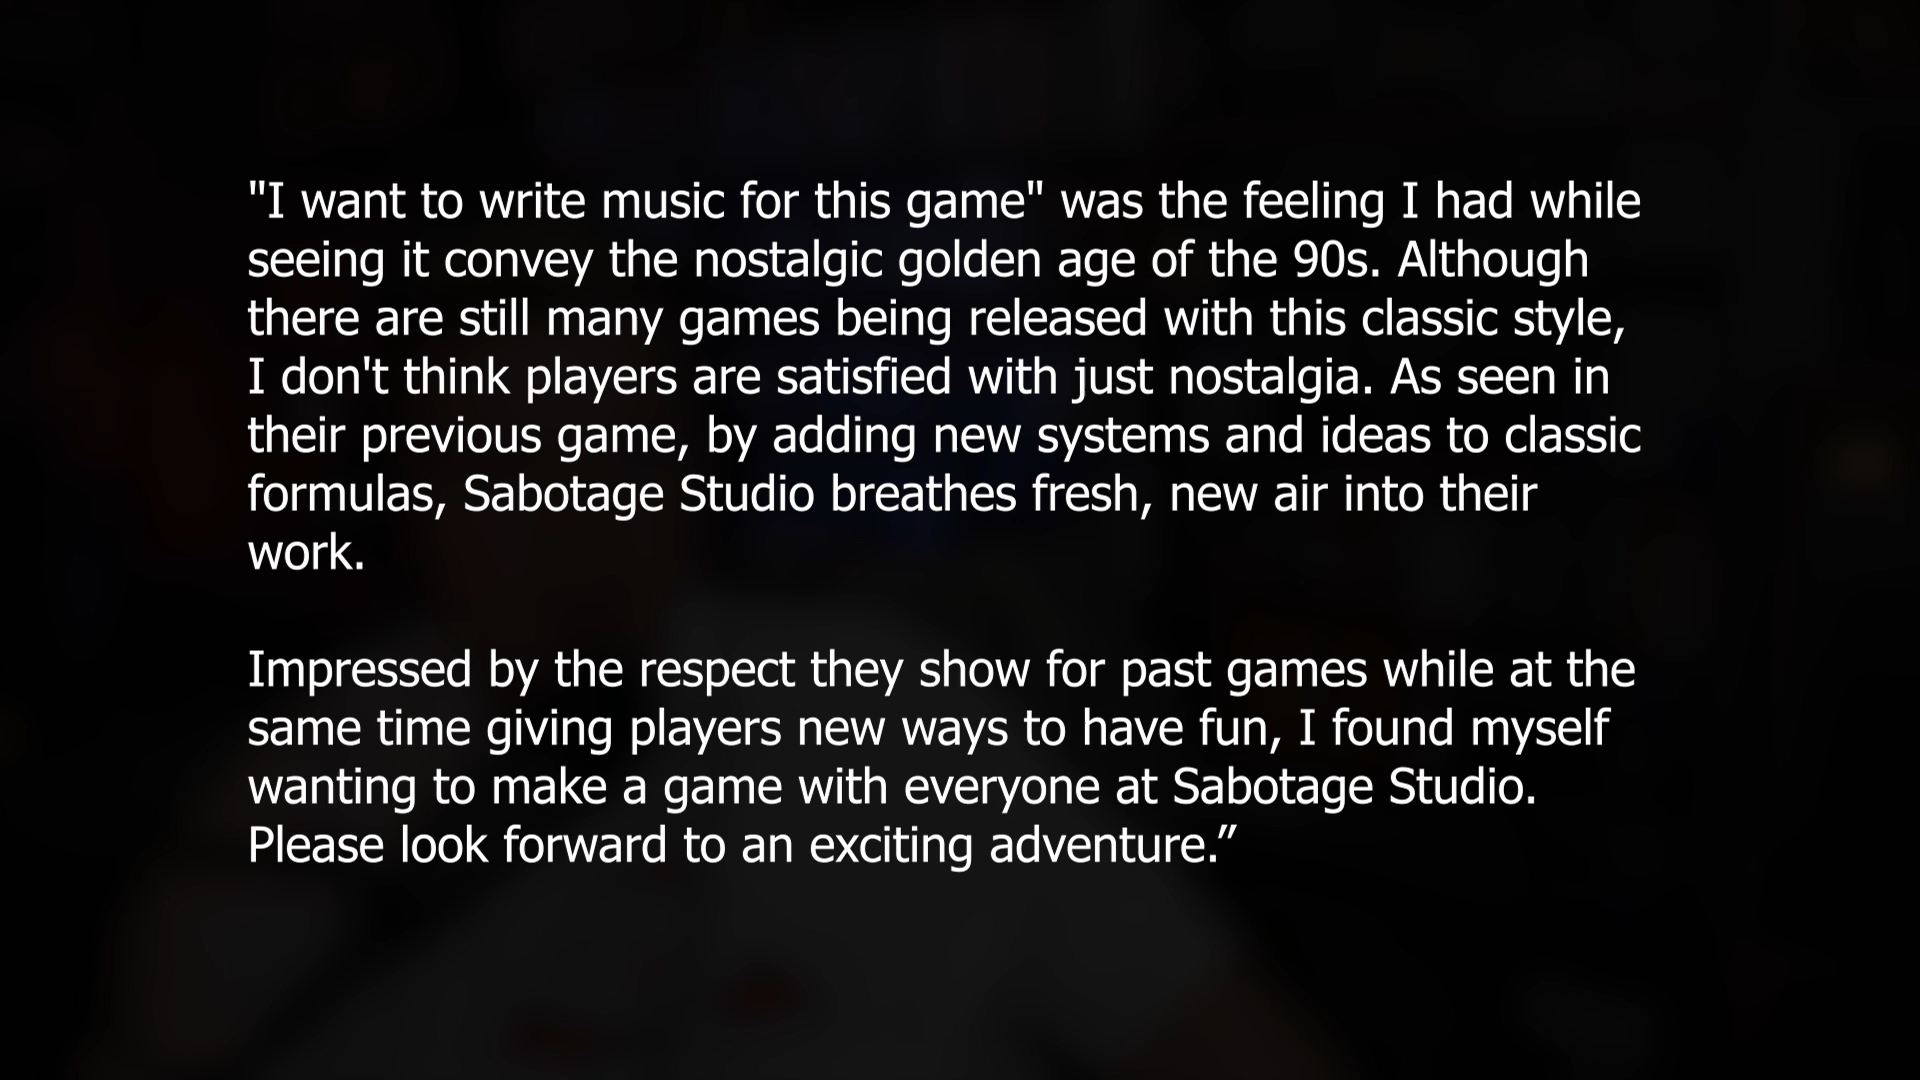 "I want to write music for this game" was the feeling I had while
seeing it convey the nostalgic golden age of the 90s. Although
there are still many games being released with this classic style,
I don't think players are satisfied with just nostalgia. As seen in
their previous game, by adding new systems and ideas to classic
formulas, Sabotage Studio breathes fresh, new air into their
work.
Impressed by the respect they show for past games while at the
same time giving players new ways to have fun, I found myself
wanting to make a game with everyone at Sabotage Studio.
Please look forward to an exciting adventure.”